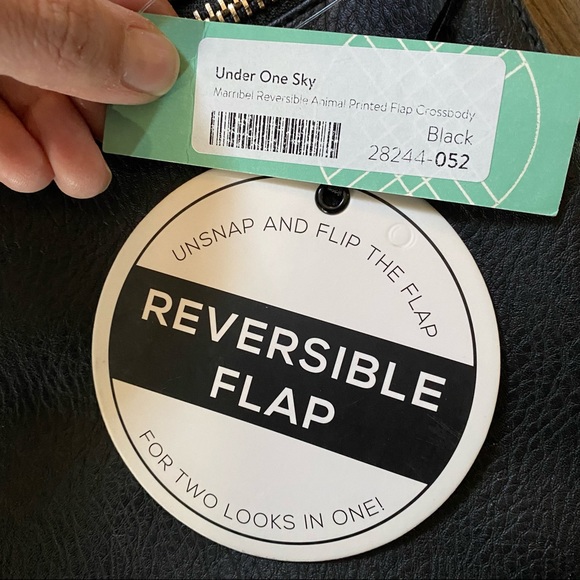 Under One Sky
Marribel Reversible Animal Printed Flap Crossbody
Black
28244-052
UNSNAP AND FLIP THE FLAP
REVERSIBLE
FLAP
FOR TWO LOOKS IN ONE!